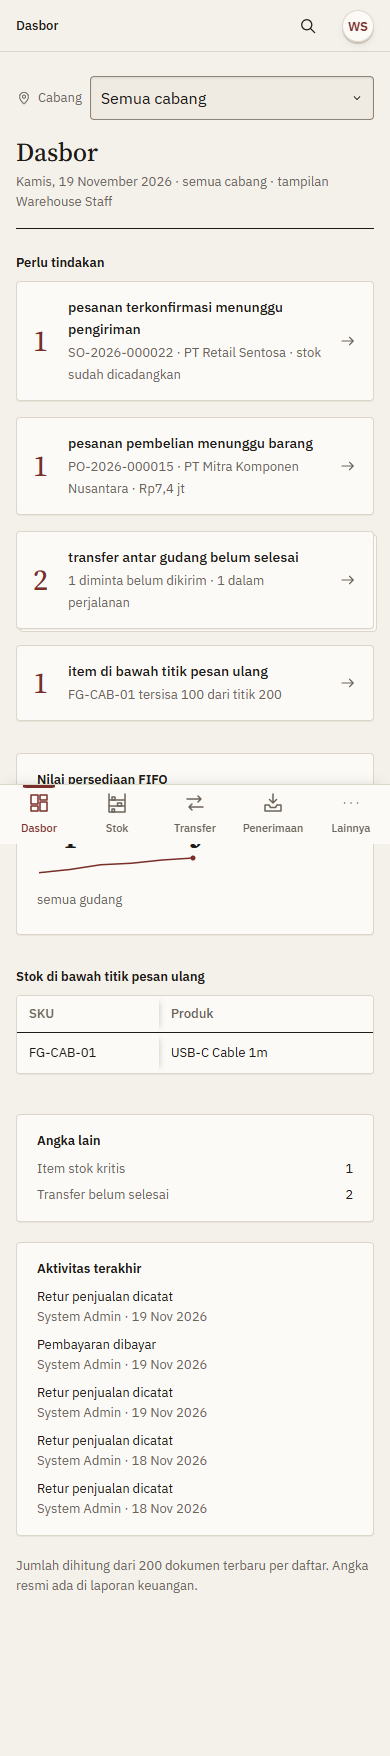 Dasbor
WS
Cabang
Semua cabang
Dasbor
Kamis, 19 November 2026 · semua cabang · tampilan
Warehouse Staff
Perlu tindakan
1
pesanan terkonfirmasi menunggu
pengiriman
SO-2026-000022 · PT Retail Sentosa · stok
sudah dicadangkan
1
pesanan pembelian menunggu barang
PO-2026-000015 · PT Mitra Komponen
Nusantara · Rp7,4 jt
2
transfer antar gudang belum selesai
1 diminta belum dikirim · 1 dalam
perjalanan
1
item di bawah titik pesan ulang
FG-CAB-01 tersisa 100 dari titik 200
Nilai persediaan FIFO
Dasbor
Stok
Transfer
Penerimaan
Lainnya
semua gudang
Stok di bawah titik pesan ulang
SKU Produk
FG-CAB-01 USB-C Cable 1m
Angka lain
Item stok kritis 1
Transfer belum selesai 2
Aktivitas terakhir
Retur penjualan dicatat
System Admin · 19 Nov 2026
Pembayaran dibayar
System Admin · 19 Nov 2026
Retur penjualan dicatat
System Admin · 19 Nov 2026
Retur penjualan dicatat
System Admin · 18 Nov 2026
Retur penjualan dicatat
System Admin · 18 Nov 2026
Jumlah dihitung dari 200 dokumen terbaru per daftar. Angka
resmi ada di laporan keuangan.